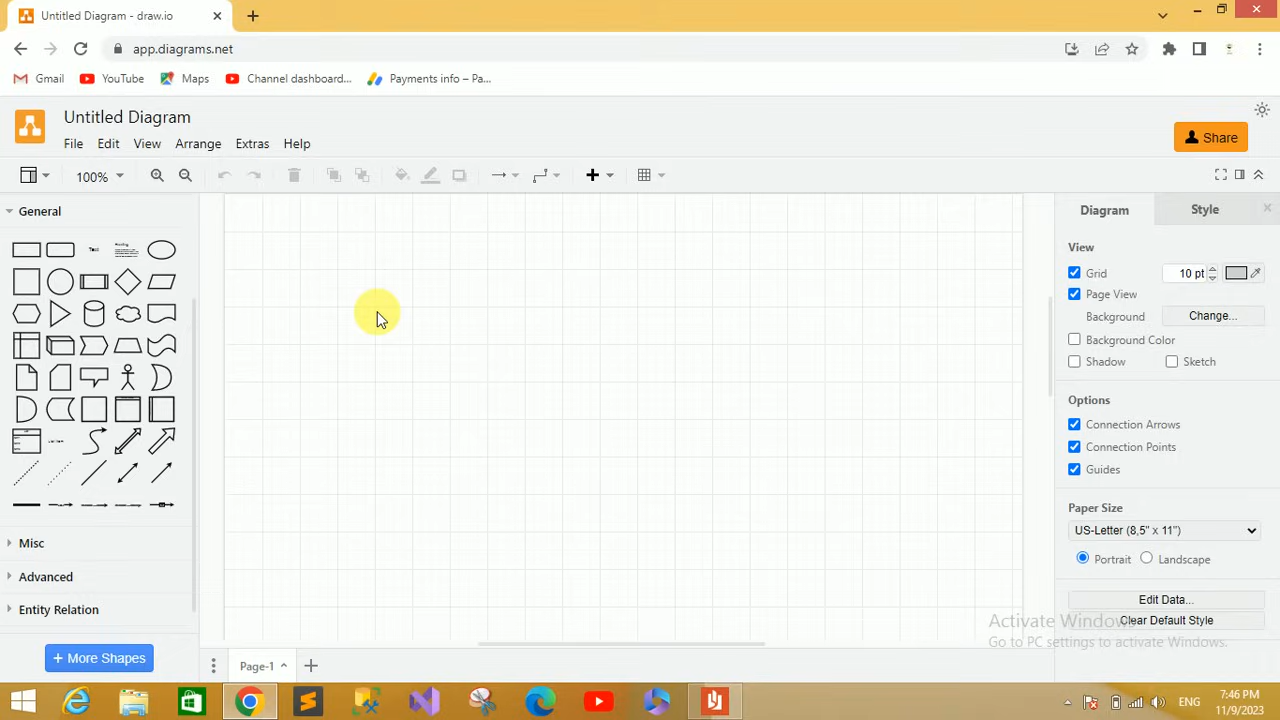 Untitled Diagram - draw.io
app.diagrams.net
Gmail YouTube Maps Channel dashboard... Payments info – Pa...
Untitled Diagram
File Edit View Arrange Extras Help
Share
100%
General
Text
Heading
Misc
Advanced
Entity Relation
+ More Shapes
Diagram Style
View
Grid 10 pt
Page View
Background Change...
Background Color
Shadow Sketch
Options
Connection Arrows
Connection Points
Guides
Paper Size
US-Letter (8,5" x 11")
Portrait Landscape
Edit Data...
Clear Default Style
Activate Windows
Go to PC settings to activate Windows.
Page-1
ENG
7:46 PM
11/9/2023